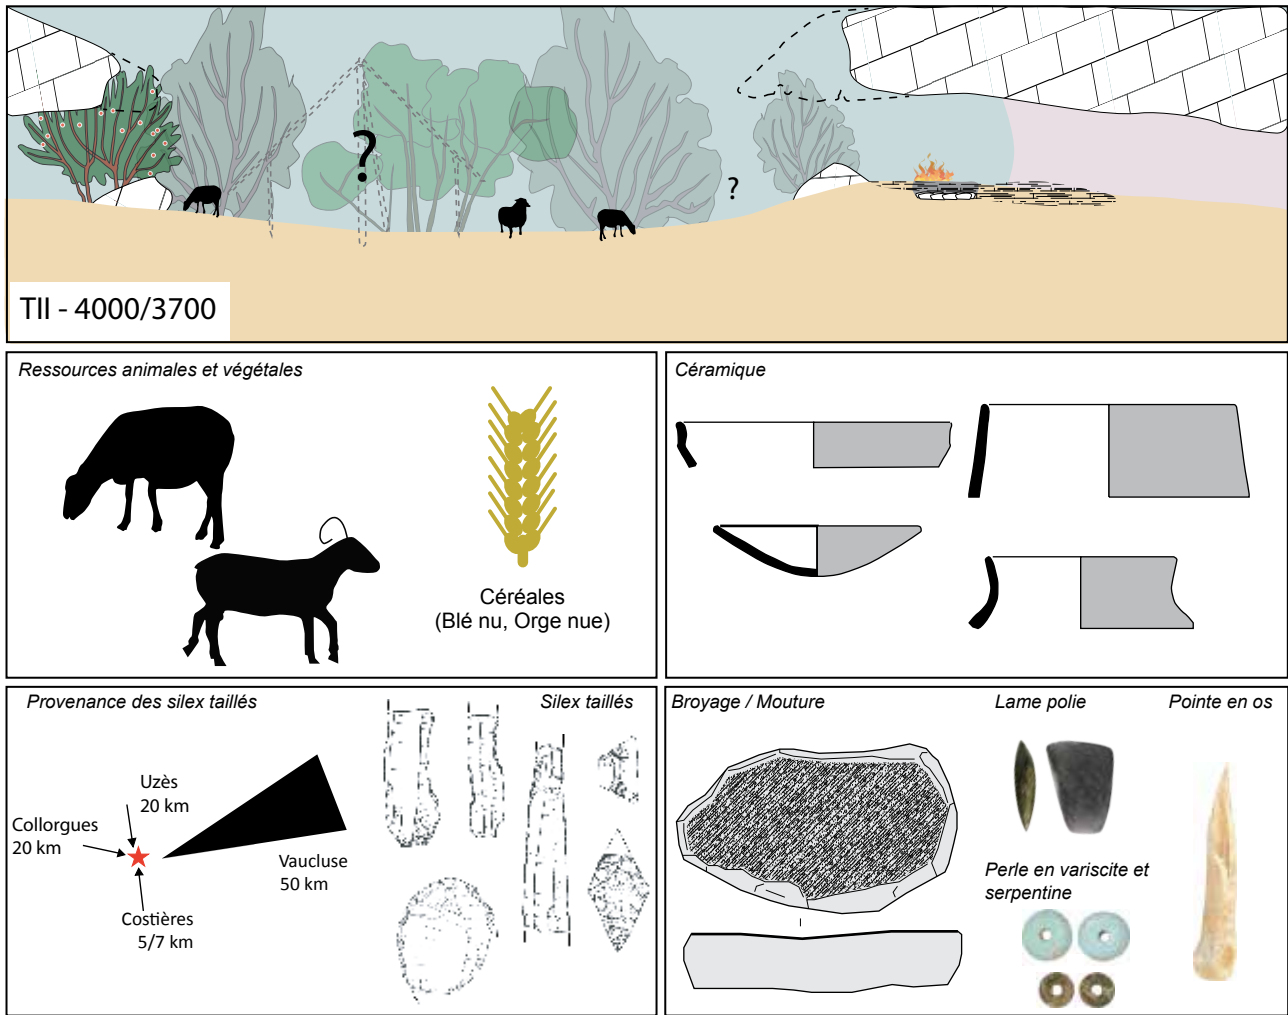 ?
?
TII - 4000/3700
Ressources animales et végétales
Céréales
(Blé nu, Orge nue)
Céramique
Provenance des silex taillés
Silex taillés
Uzès
20 km
Collorgues
20 km
Vaucluse
50 km
Costières
5/7 km
Broyage / Mouture
Lame polie
Pointe en os
Perle en variscite et
serpentine